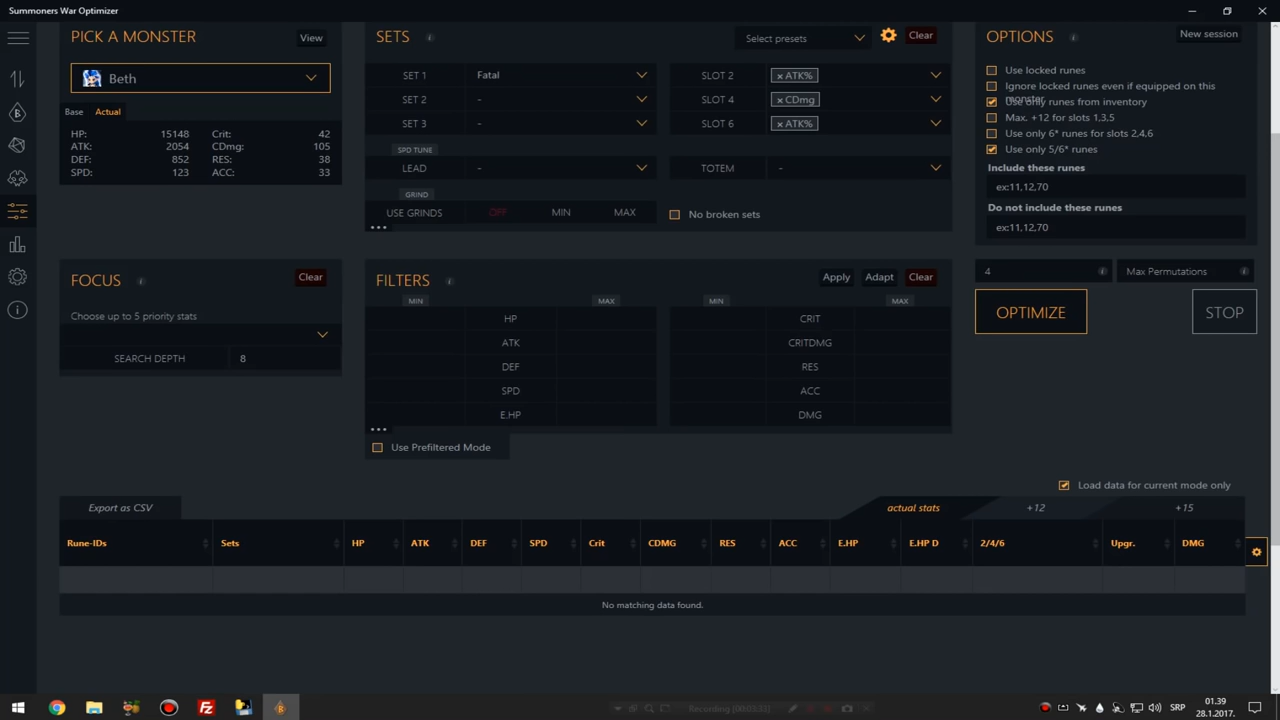 Summoners War Optimizer
PICK A MONSTER
View
Beth
Base Actual
HP: 15148 Crit: 42
ATK: 2054 CDmg: 105
DEF: 852 RES: 38
SPD: 123 ACC: 33
SETS
Select presets
Clear
SET 1 Fatal
SET 2 -
SET 3 -
SLOT 2 ×ATK%
SLOT 4 ×CDmg
SLOT 6 ×ATK%
SPD TUNE
LEAD -
TOTEM -
GRIND
USE GRINDS OFF MIN MAX
No broken sets
OPTIONS
New session
Use locked runes
Ignore locked runes even if equipped on this
monster
Use only runes from inventory
Max. +12 for slots 1,3,5
Use only 6* runes for slots 2,4,6
Use only 5/6* runes
Include these runes
ex:11,12,70
Do not include these runes
ex:11,12,70
FOCUS
Clear
Choose up to 5 priority stats
SEARCH DEPTH 8
FILTERS
Apply Adapt Clear
MIN MAX MIN MAX
HP CRIT
ATK CRITDMG
DEF RES
SPD ACC
E.HP DMG
Use Prefiltered Mode
4
Max Permutations
OPTIMIZE
STOP
Load data for current mode only
Export as CSV
actual stats +12 +15
Rune-IDs Sets HP ATK DEF SPD Crit CDMG RES ACC E.HP E.HP D 2/4/6 Upgr. DMG
No matching data found.
Recording (00:03:33)
SRP
01.39
28.1.2017.